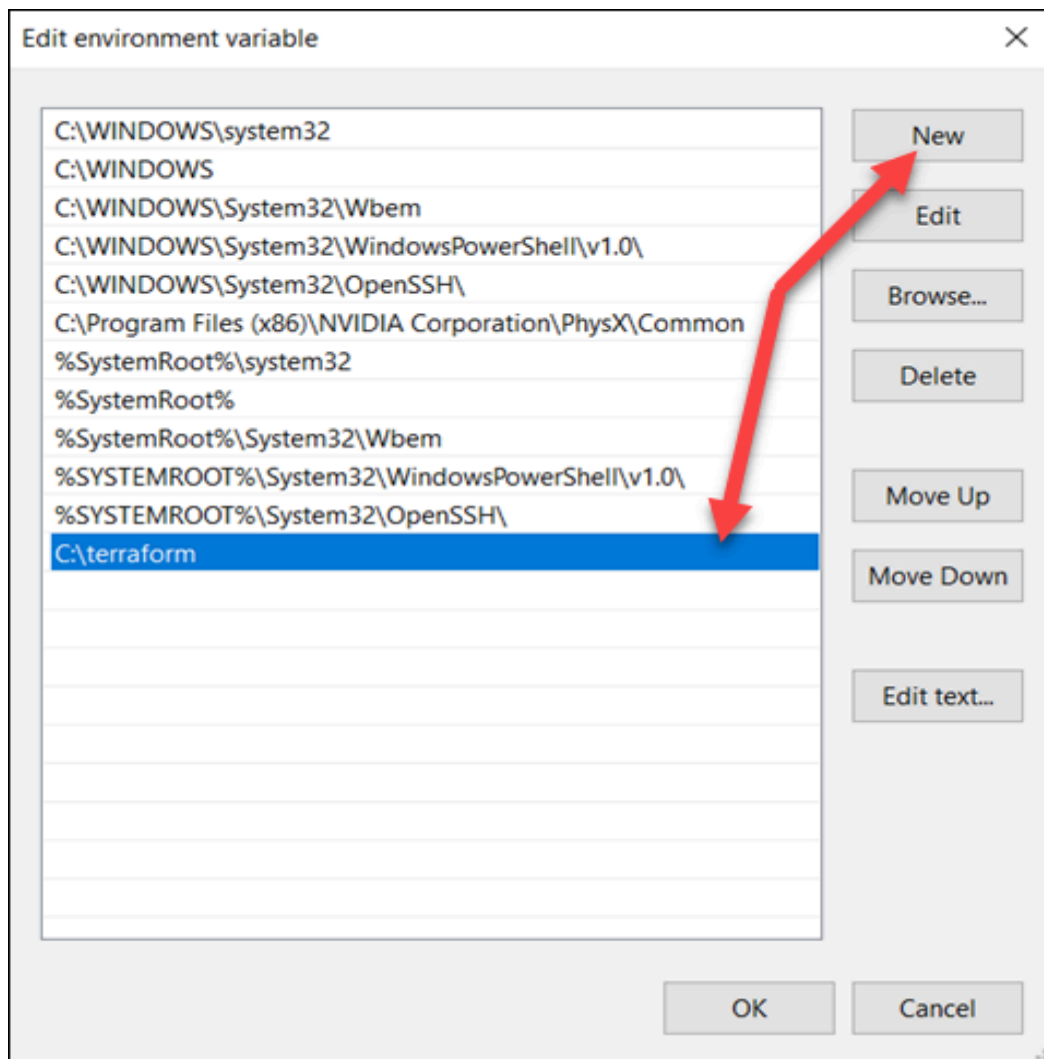 Edit environment variable
C:\WINDOWS\system32
C:\WINDOWS
C:\WINDOWS\System32\Wbem
C:\WINDOWS\System32\WindowsPowerShell\v1.0\
C:\WINDOWS\System32\OpenSSH\
C:\Program Files (x86)\NVIDIA Corporation\PhysX\Common
%SystemRoot%\system32
%SystemRoot%
%SystemRoot%\System32\Wbem
%SYSTEMROOT%\System32\WindowsPowerShell\v1.0\
%SYSTEMROOT%\System32\OpenSSH\
C:\terraform
New
Edit
Browse...
Delete
Move Up
Move Down
Edit text...
OK
Cancel